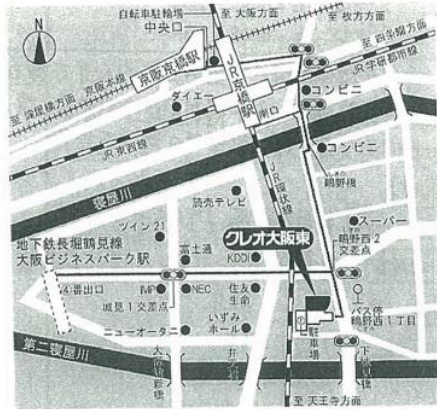 自転車駐輪場
至 大阪方面
至 枚方方面
中央口
至 四条畷方面
N
京阪京橋駅
JR学研都市線
京阪本線
至 淀屋橋方面
JR京橋駅
ダイエー
コンビニ
南口
JR東西線
コンビニ
しぎの
鴫野橋
JR環状線
寝屋川
読売テレビ
ツイン21
クレオ大阪東
スーパー
しぎの
鴫野西2
交差点
地下鉄長堀鶴見線
大阪ビジネスパーク駅
富士通
KDDI
④番出口
IMP
NEC
住友
生命
城見1交差点
バス停
鴫野西1丁目
ニューオータニ
いずみ
ホール
駐車場
第二寝屋川
至 天王寺方面